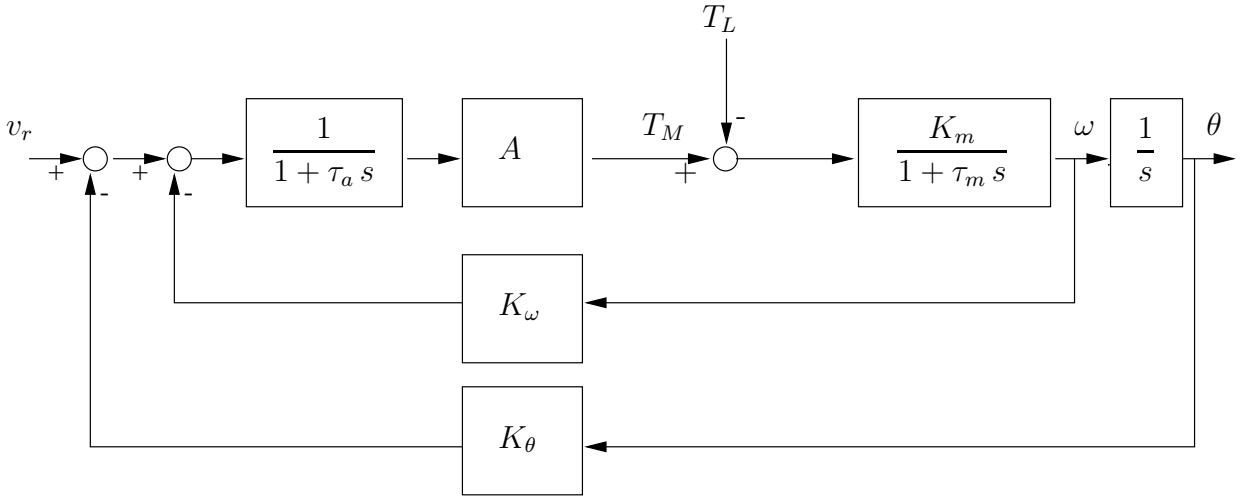 T_L
v_r
+
-
+
-
1
1 + τ_a s
A
T_M
+
-
K_m
1 + τ_m s
ω
1
s
θ
K_ω
K_θ